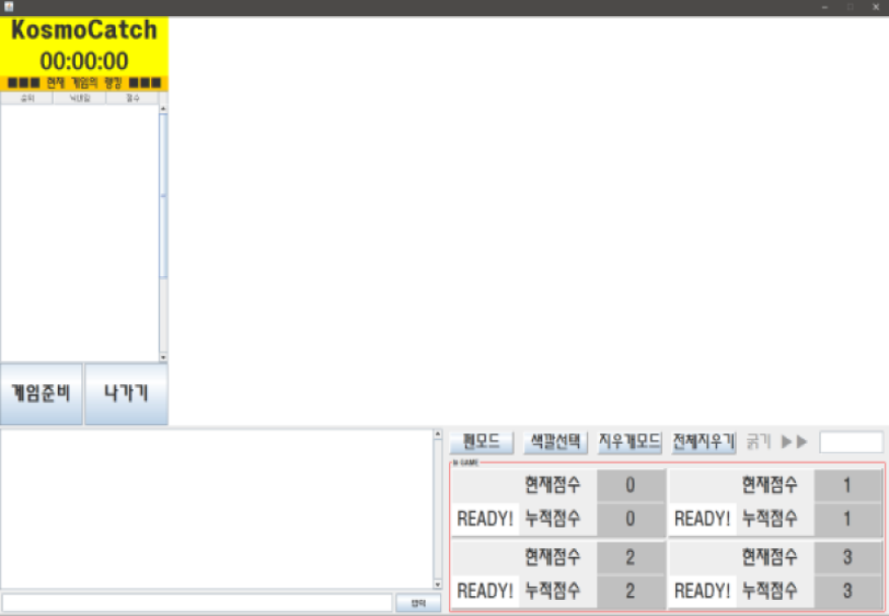 KosmoCatch
00:00:00
■■■ 현재 게임의 랭킹 ■■■
순위 닉네임 점수
게임준비 나가기
펜모드 색깔선택 지우개모드 전체지우기 굵기 ▶▶
In GAME
현재점수 0 현재점수 1
READY! 누적점수 0 READY! 누적점수 1
현재점수 2 현재점수 3
READY! 누적점수 2 READY! 누적점수 3